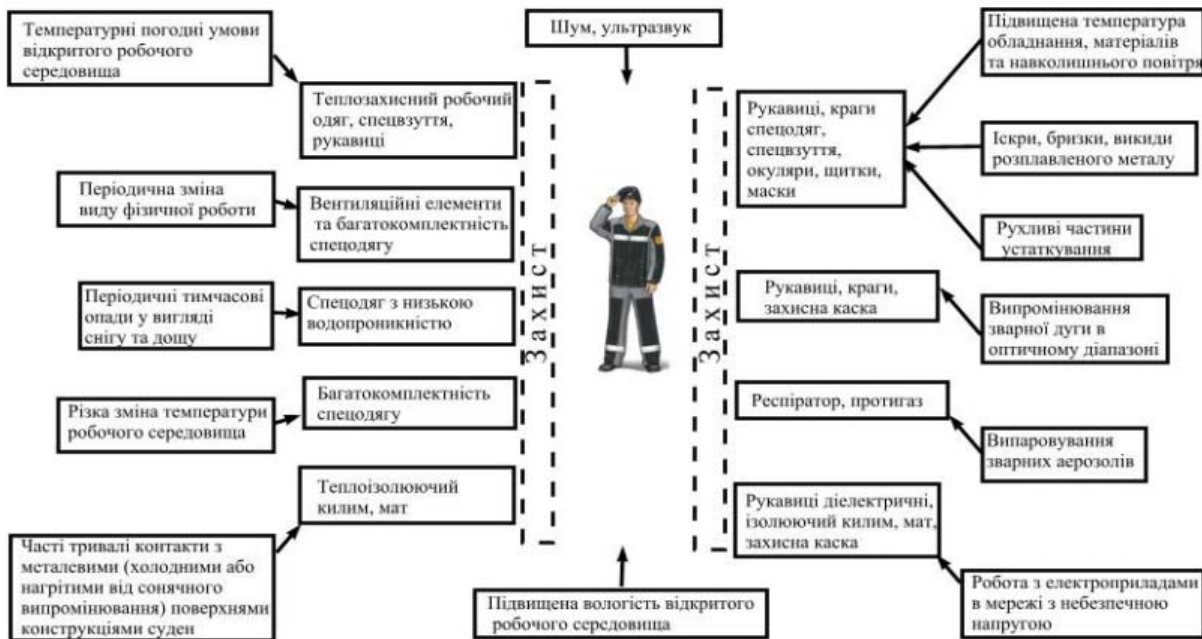 Температурні погодні умови
відкритого робочого
середовища
Теплозахисний робочий
одяг, спецвзуття,
рукавиці
Періодична зміна
виду фізичної роботи
Вентиляційні елементи
та багатокомплектність
спецодягу
Періодичні тимчасові
опади у вигляді
снігу та дощу
Спецодяг з низькою
водопроникністю
Різка зміна температури
робочого середовища
Багатокомплектність
спецодягу
Теплоізолюючий
килим, мат
Часті тривалі контакти з
металевими (холодними або
нагрітими від сонячного
випромінювання) поверхнями
конструкціями суден
Захист
Шум, ультразвук
Підвищена вологість відкритого
робочого середовища
Захист
Рукавиці, краги
спецодяг,
спецвзуття,
окуляри, щитки,
маски
Підвищена температура
обладнання, матеріалів
та навколишнього повітря
Іскри, бризки, викиди
розплавленого металу
Рухливі частини
устаткування
Рукавиці, краги,
захисна каска
Випромінювання
зварної дуги в
оптичному діапазоні
Респіратор, протигаз
Випаровування
зварних аерозолів
Рукавиці діелектричні,
ізолюючий килим, мат,
захисна каска
Робота з електроприладами
в мережі з небезпечною
напругою